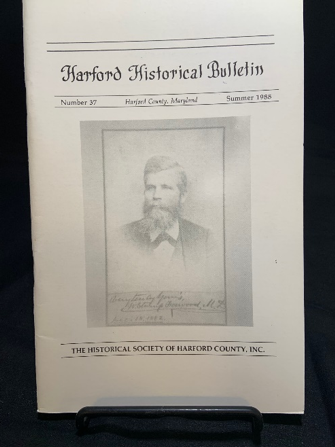 Harford Historical Bulletin
Number 37 Harford County, Maryland Summer 1988
M.D.
THE HISTORICAL SOCIETY OF HARFORD COUNTY, INC.